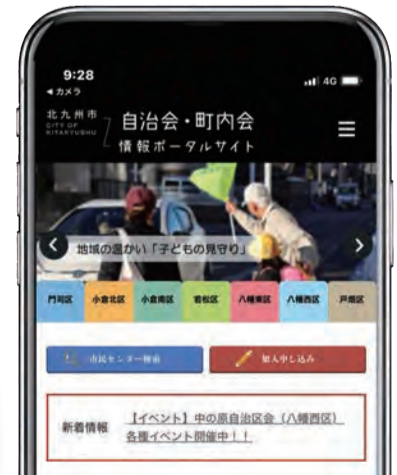 9:28
4G
◀ カメラ
北九州市
CITY OF
KITAKYUSHU
自治会・町内会
情報ポータルサイト
地域の温かい「子どもの見守り」
門司区 小倉北区 小倉南区 若松区 八幡東区 八幡西区 戸畑区
市民センター検索 加入申し込み
新着情報
【イベント】中の原自治区会（八幡西区）
各種イベント開催中！！